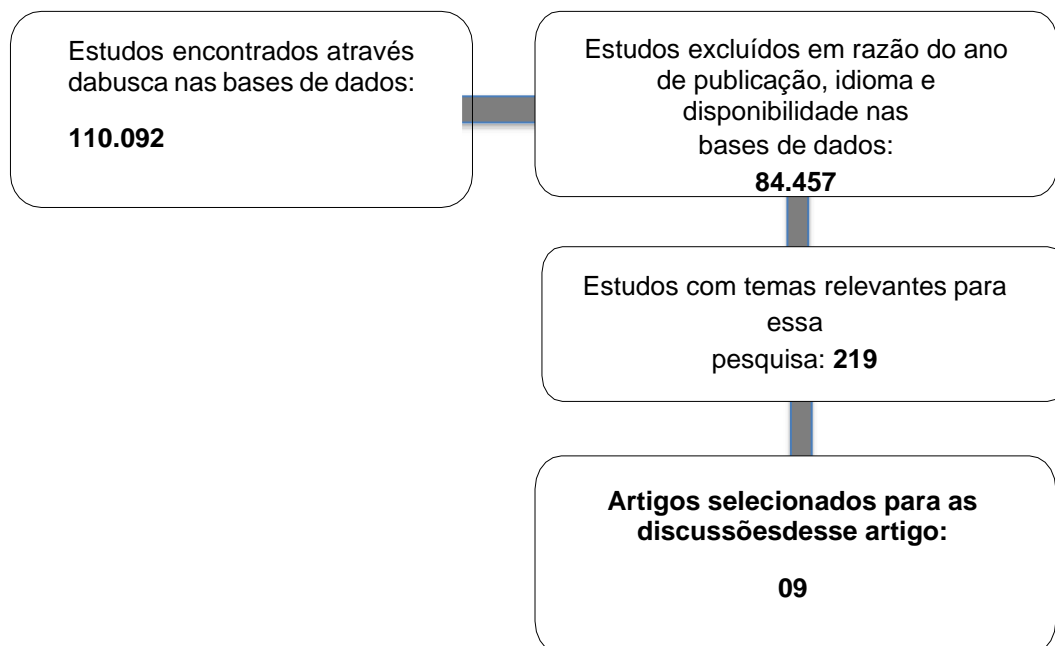 Estudos encontrados através
dabusca nas bases de dados:
110.092
Estudos excluídos em razão do ano
de publicação, idioma e
disponibilidade nas
bases de dados:
84.457
Estudos com temas relevantes para
essa
pesquisa: 219
Artigos selecionados para as
discussõesdesse artigo:
09